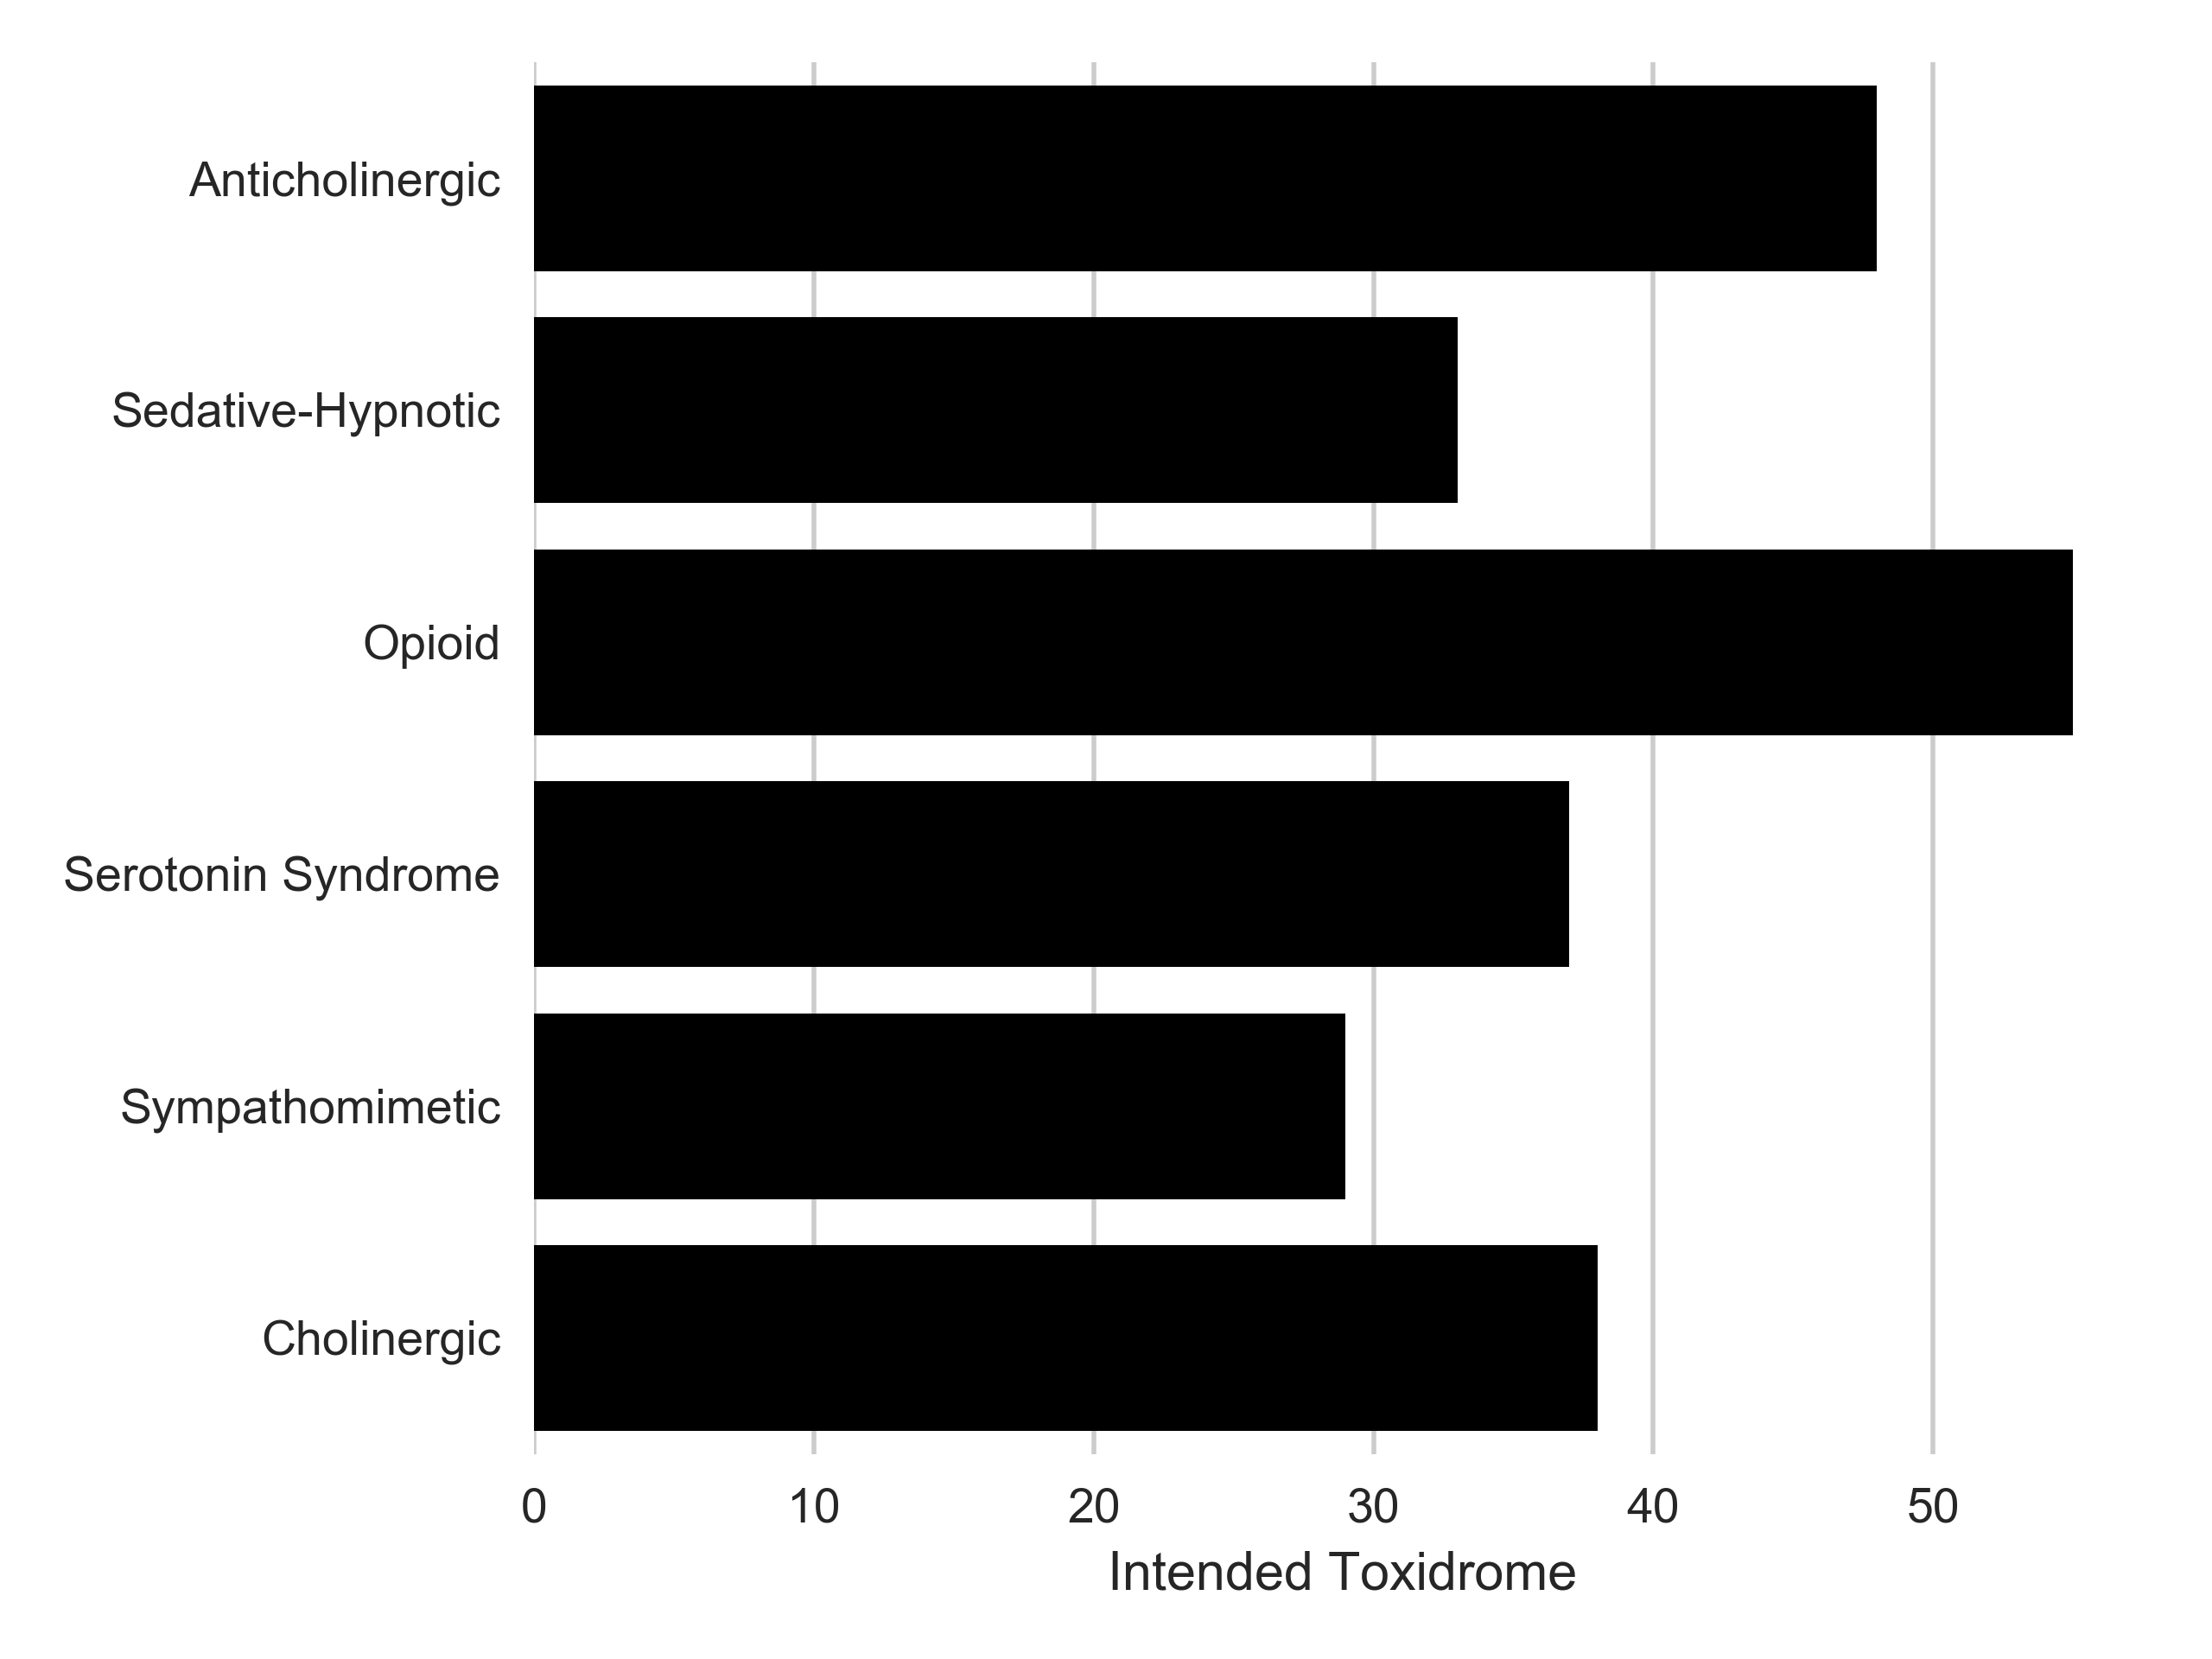 Anticholinergic
Sedative-Hypnotic
Opioid
Serotonin Syndrome
Sympathomimetic
Cholinergic
0 10 20 30 40 50
Intended Toxidrome